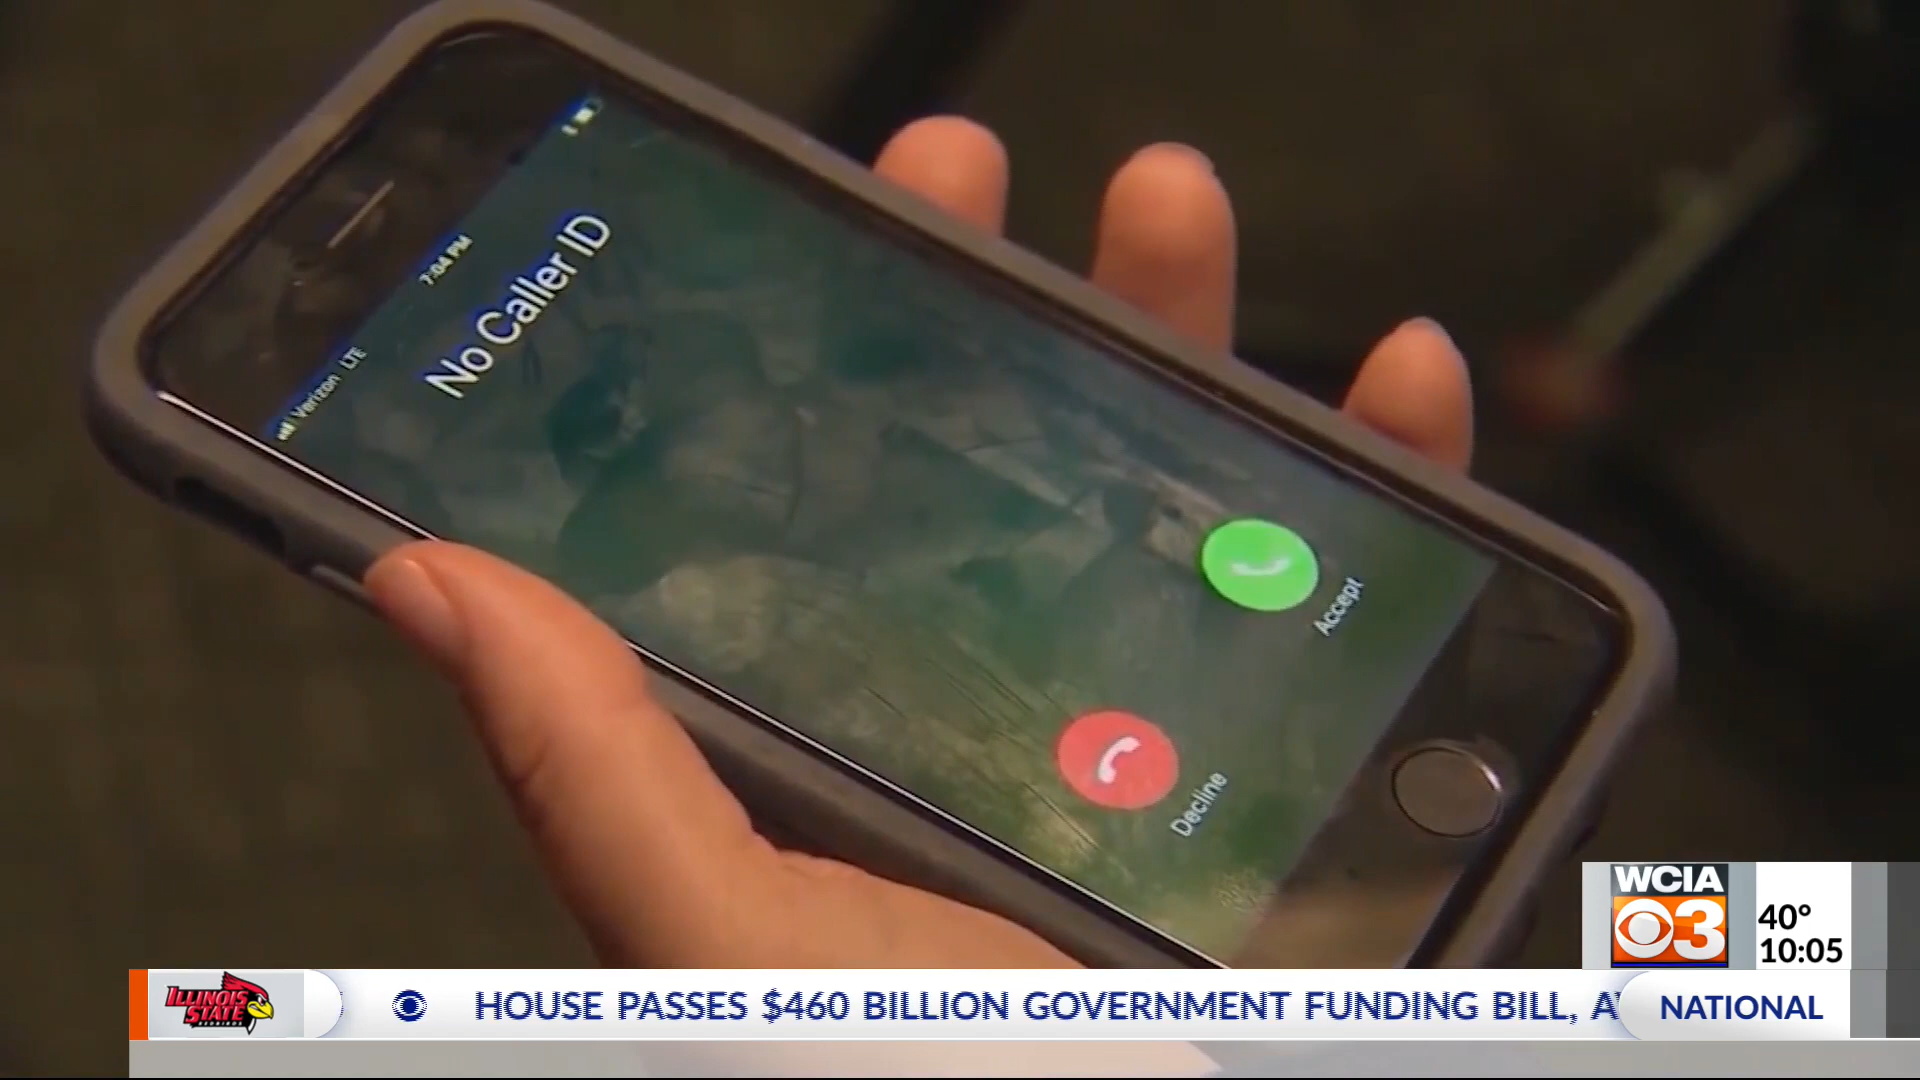 Verizon LTE
7:04 PM
No Caller ID
Accept
Decline
WCIA
3
40°
10:05
ILLINOIS
STATE
REDBIRDS
HOUSE PASSES $460 BILLION GOVERNMENT FUNDING BILL, A
NATIONAL